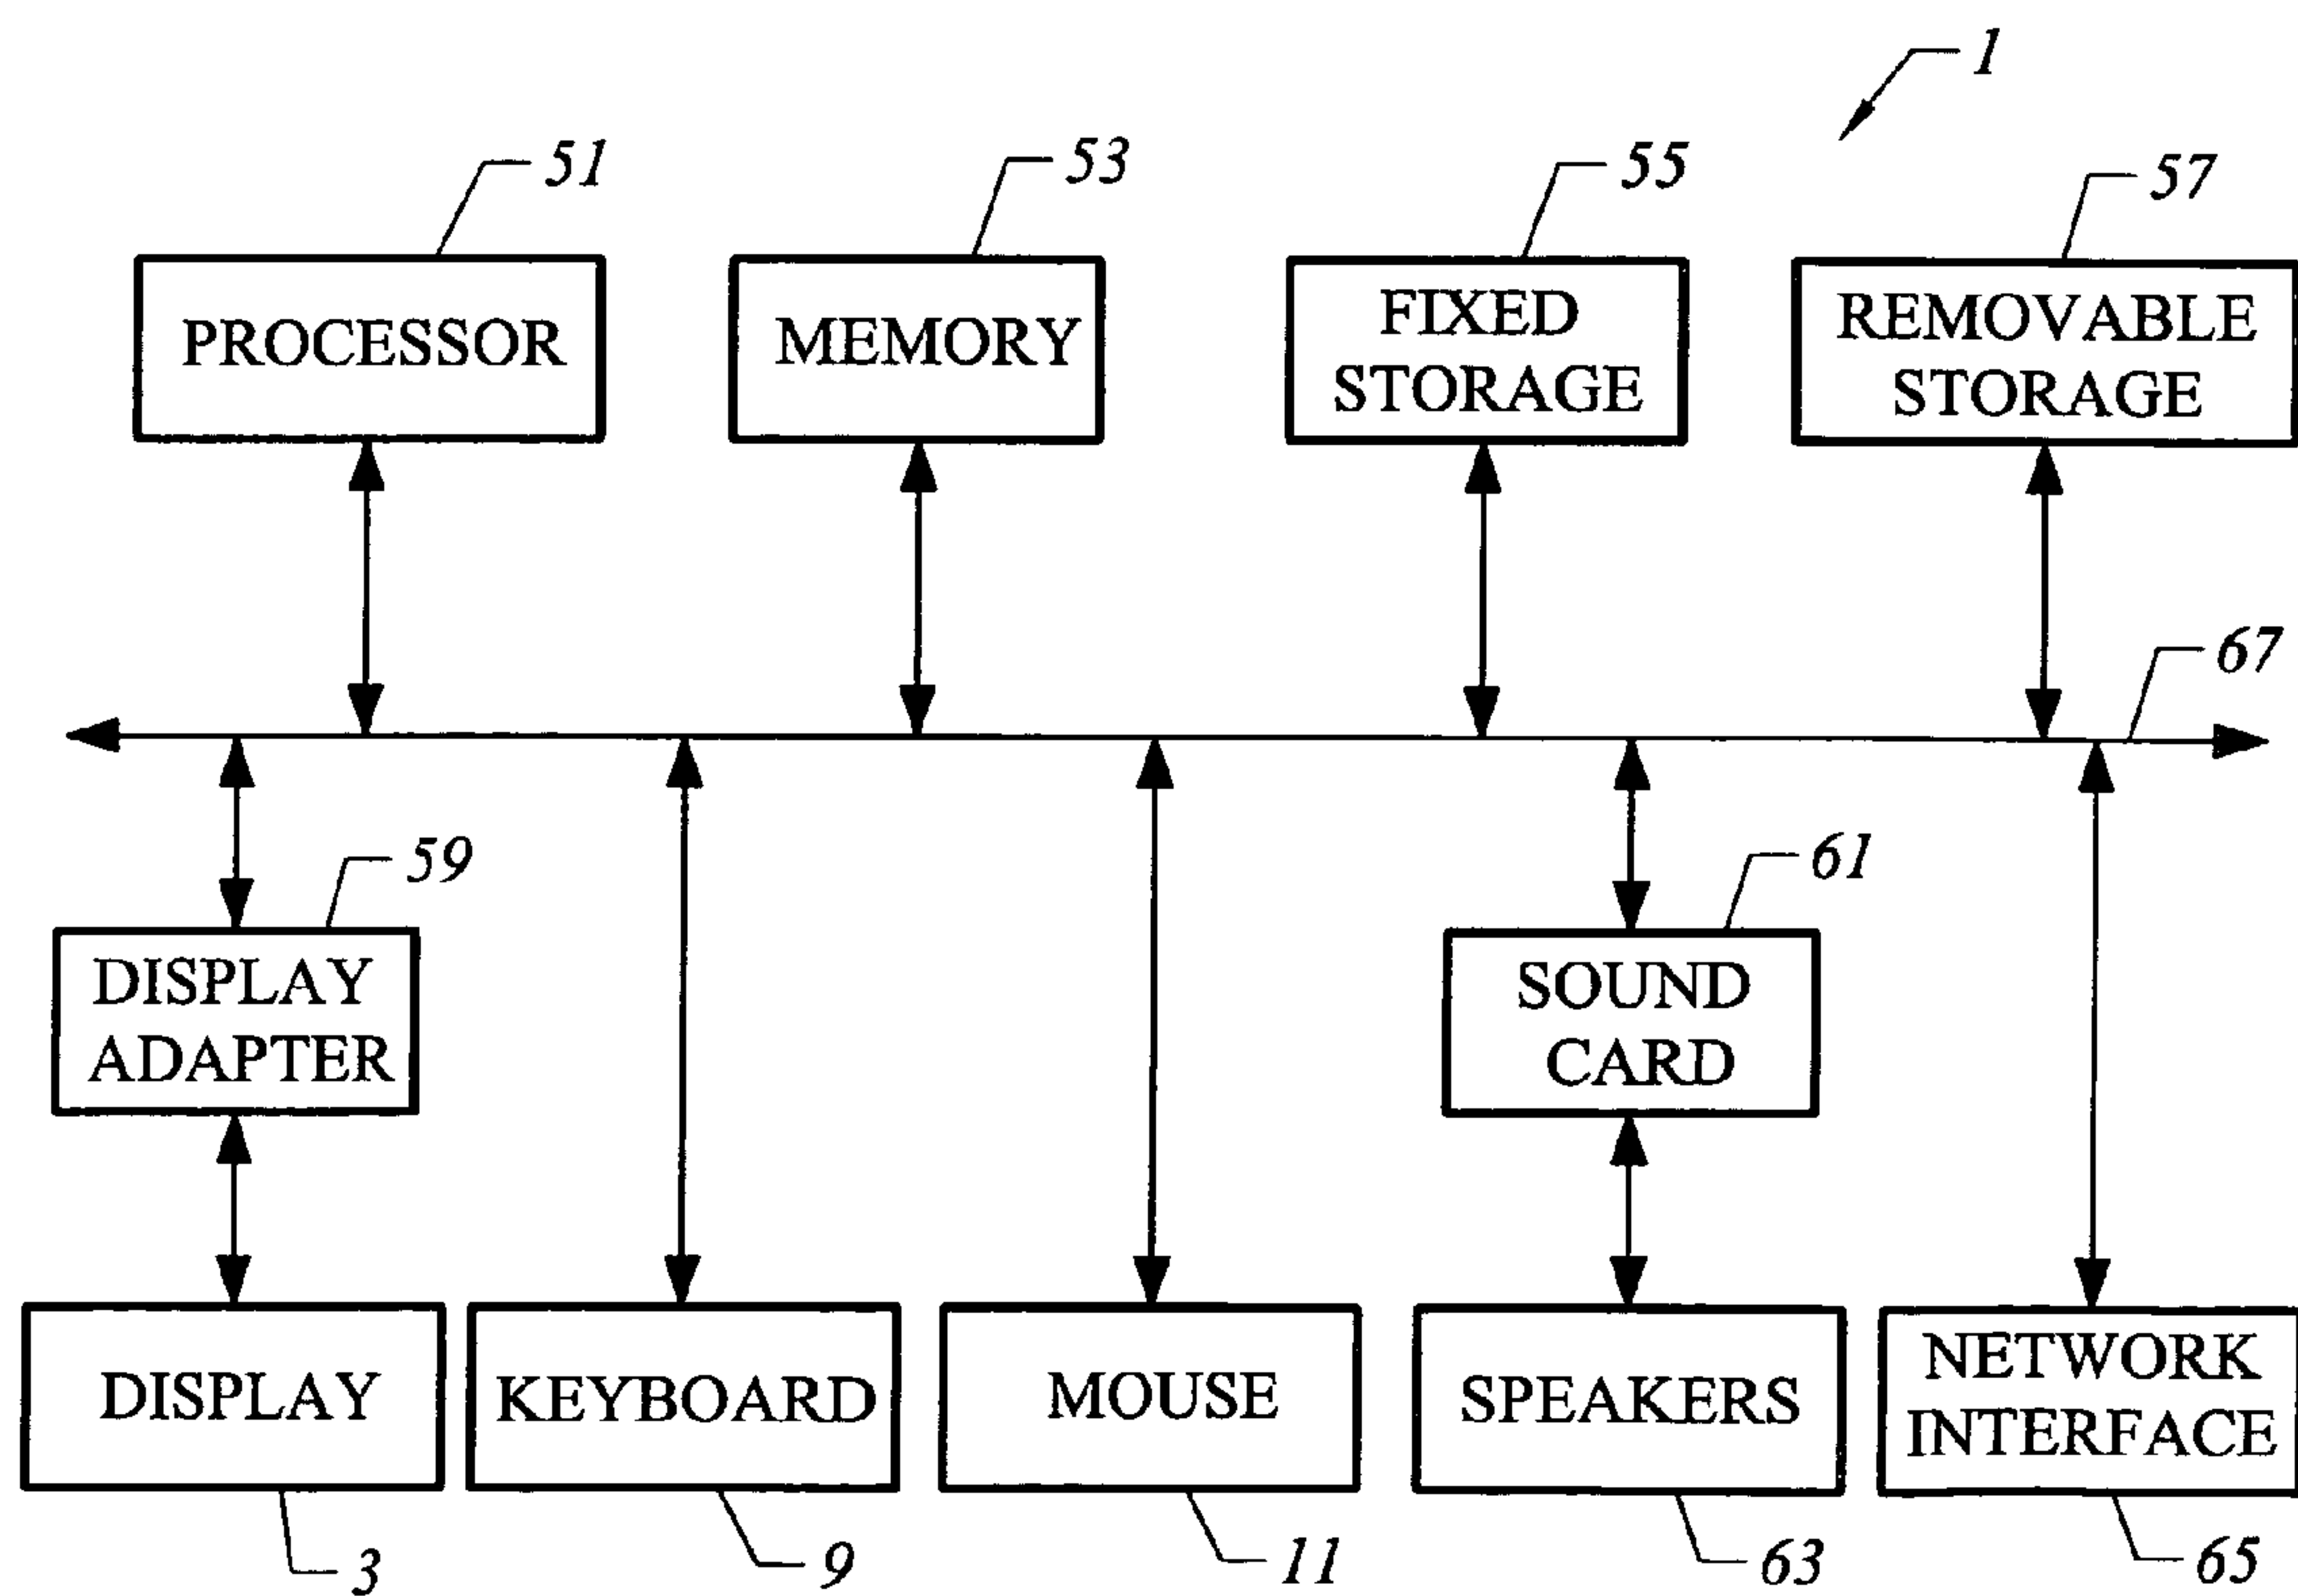 1
51
53
55
57
PROCESSOR
MEMORY
FIXED
STORAGE
REMOVABLE
STORAGE
67
59
61
DISPLAY
ADAPTER
SOUND
CARD
DISPLAY
KEYBOARD
MOUSE
SPEAKERS
NETWORK
INTERFACE
3
9
11
63
65